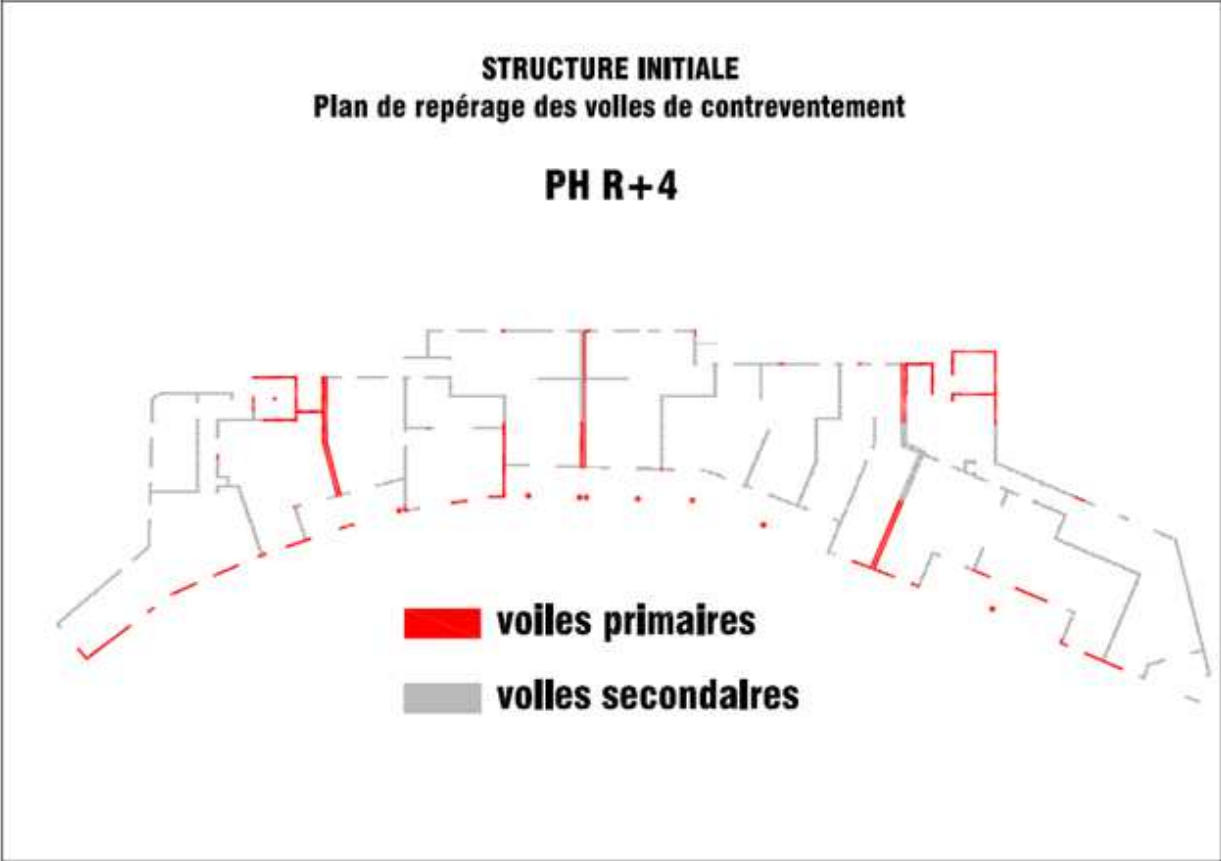 STRUCTURE INITIALE
Plan de repérage des volles de contreventement
PH R+4
voiles primaires
volles secondalres